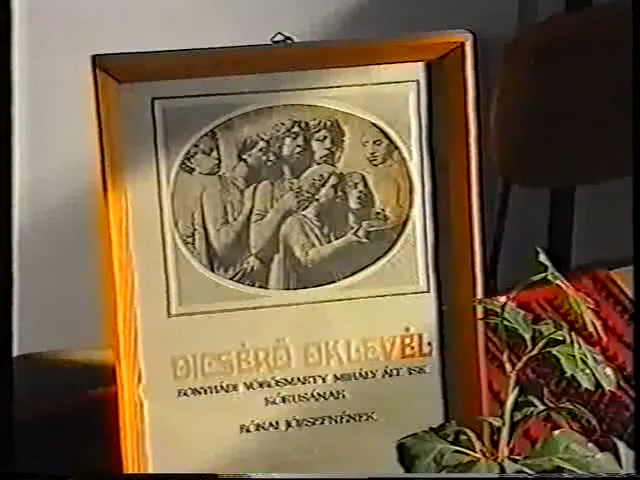 DICSÉRŐ OKLEVÉL
BONYHÁDI VÖRÖSMARTY MIHÁLY ÁLT. ISK.
KÓRUSÁNAK
RÓNAI JÓZSEFNÉNEK